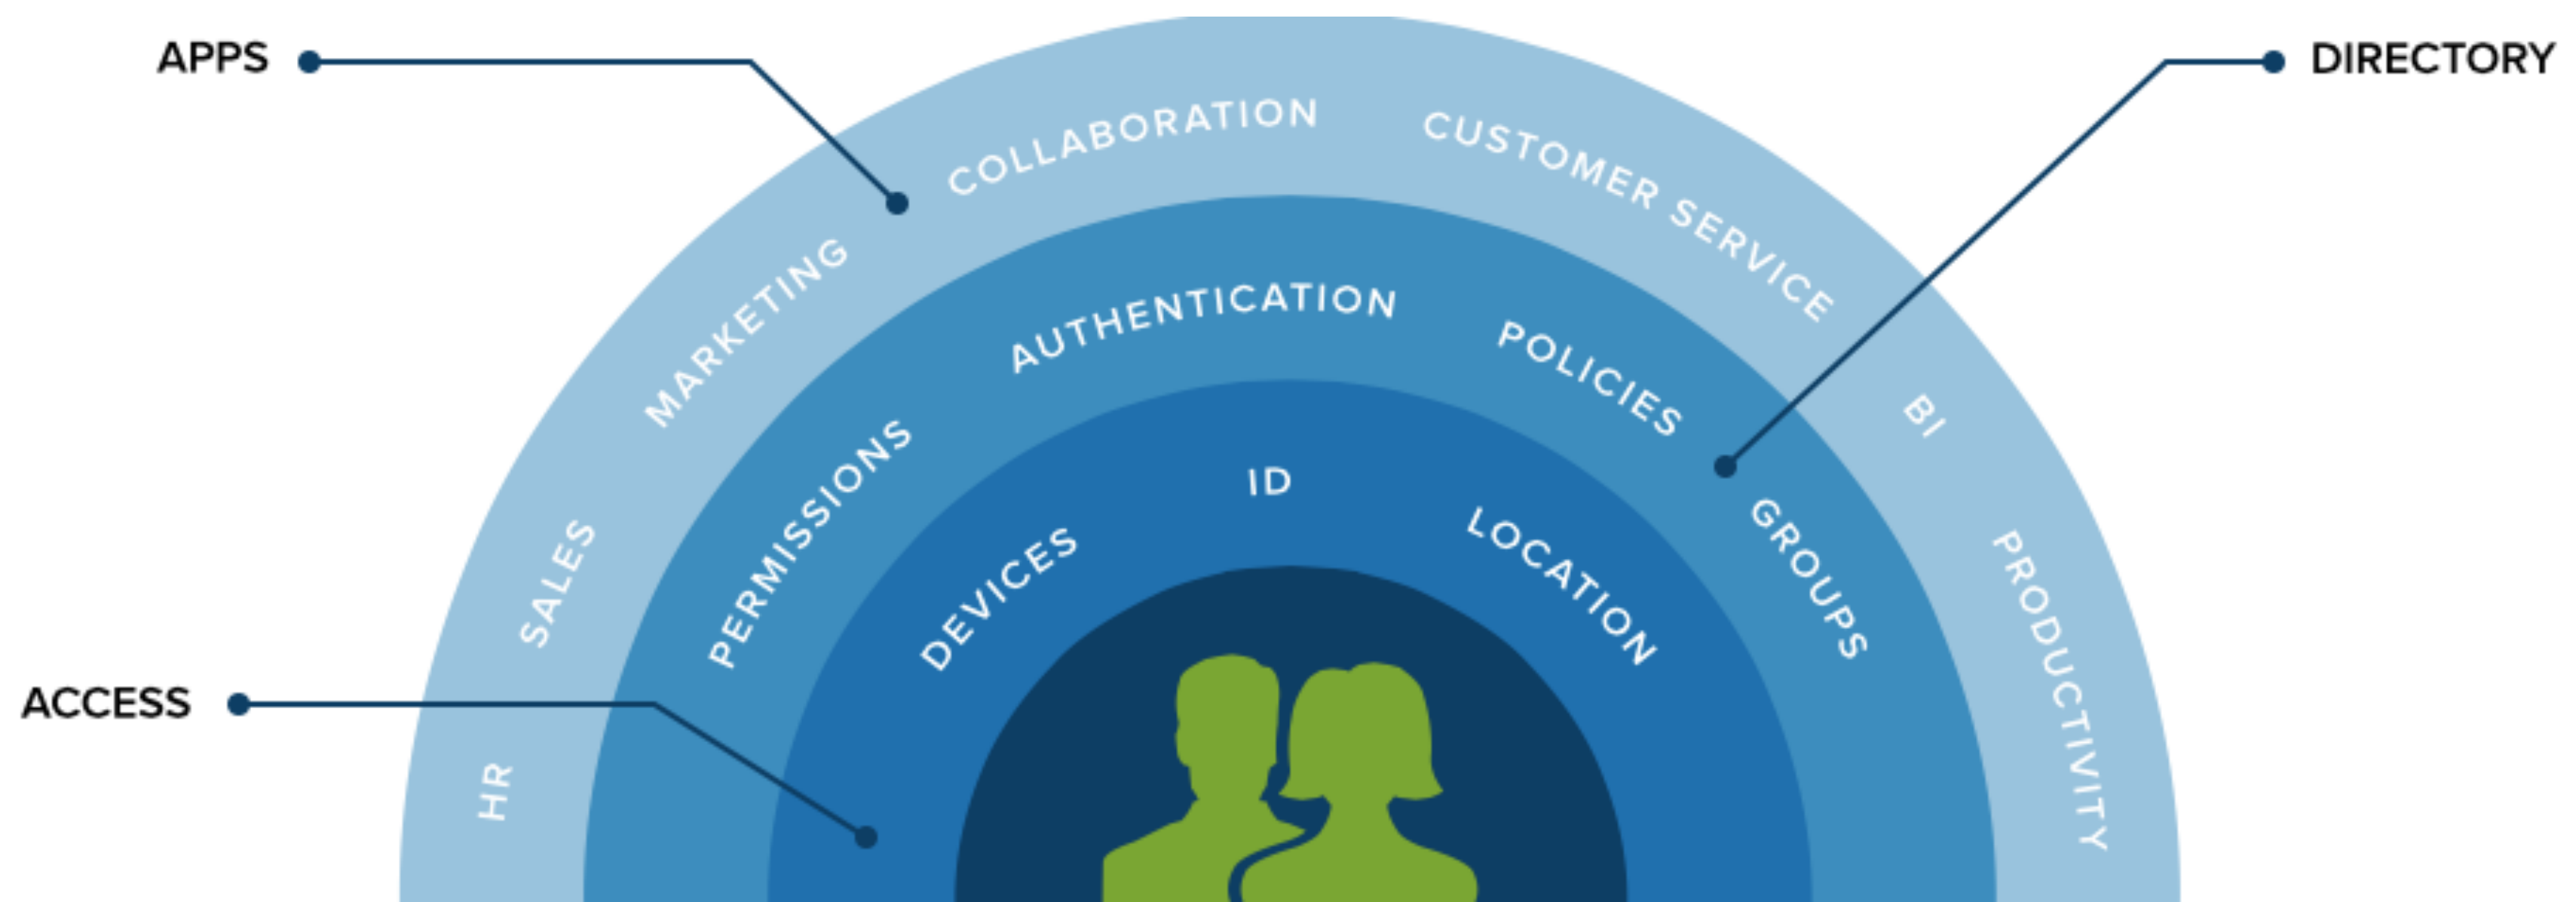 APPS
DIRECTORY
ACCESS
HR
SALES
MARKETING
COLLABORATION
CUSTOMER SERVICE
BI
PRODUCTIVITY
PERMISSIONS
AUTHENTICATION
POLICIES
GROUPS
DEVICES
ID
LOCATION